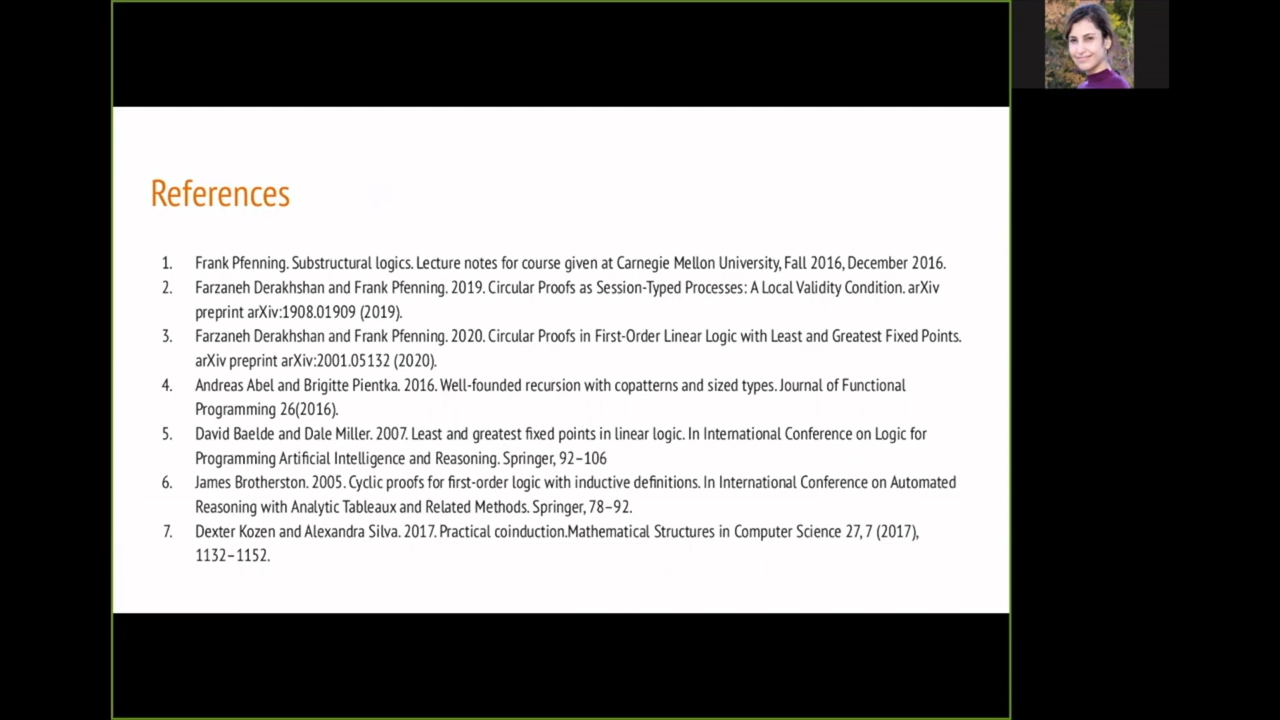 References
1. Frank Pfenning. Substructural logics. Lecture notes for course given at Carnegie Mellon University, Fall 2016, December 2016.
2. Farzaneh Derakhshan and Frank Pfenning. 2019. Circular Proofs as Session-Typed Processes: A Local Validity Condition. arXiv
preprint arXiv:1908.01909 (2019).
3. Farzaneh Derakhshan and Frank Pfenning. 2020. Circular Proofs in First-Order Linear Logic with Least and Greatest Fixed Points.
arXiv preprint arXiv:2001.05132 (2020).
4. Andreas Abel and Brigitte Pientka. 2016. Well-founded recursion with copatterns and sized types. Journal of Functional
Programming 26(2016).
5. David Baelde and Dale Miller. 2007. Least and greatest fixed points in linear logic. In International Conference on Logic for
Programming Artificial Intelligence and Reasoning. Springer, 92–106
6. James Brotherston. 2005. Cyclic proofs for first-order logic with inductive definitions. In International Conference on Automated
Reasoning with Analytic Tableaux and Related Methods. Springer, 78–92.
7. Dexter Kozen and Alexandra Silva. 2017. Practical coinduction.Mathematical Structures in Computer Science 27, 7 (2017),
1132–1152.